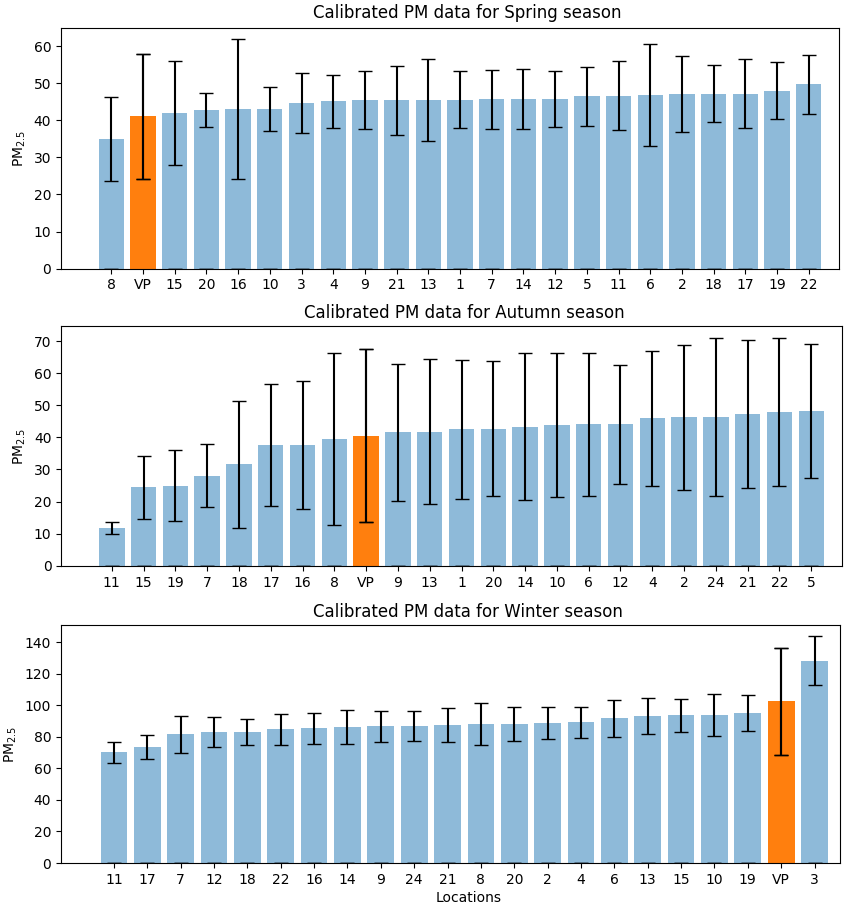 Calibrated PM data for Spring season
60
50
40
30
20
10
0
PM2.5
8 VP 15 20 16 10 3 4 9 21 13 1 7 14 12 5 11 6 2 18 17 19 22
Calibrated PM data for Autumn season
70
60
50
40
30
20
10
0
PM2.5
11 15 19 7 18 17 16 8 VP 9 13 1 20 14 10 6 12 4 2 24 21 22 5
Calibrated PM data for Winter season
140
120
100
80
60
40
20
0
PM2.5
11 17 7 12 18 22 16 14 9 24 21 8 20 2 4 6 13 15 10 19 VP 3
Locations